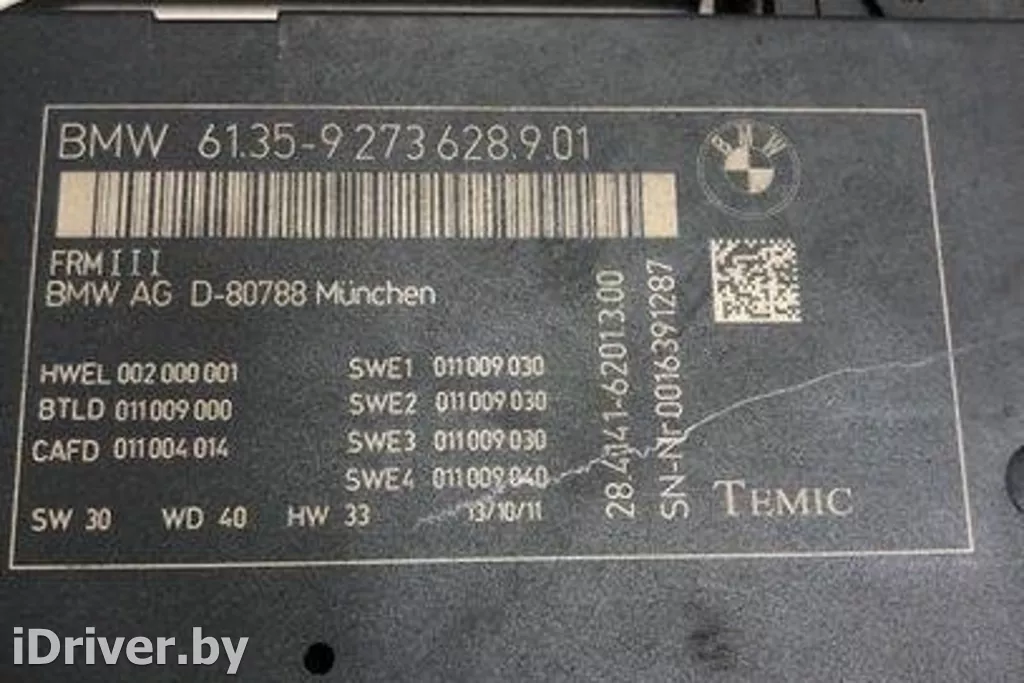 BMW 61.35-9 273 628.9.01
BMW
FRM III
BMW AG D-80788 München
HWEL 002 000 001
BTLD 011 009 000
CAFD 011 004 014
SWE1 011 009 030
SWE2 011 009 030
SWE3 011 009 030
SWE4 011 009 040
SW 30 WD 40 HW 33 13/10/11
28.4141-6201300
SN-Nr0016391287
TEMIC
iDriver.by